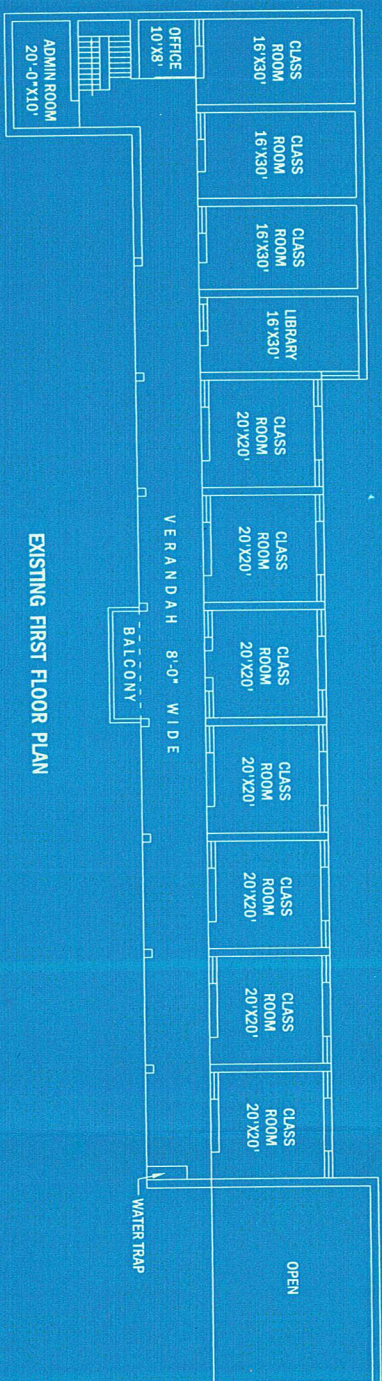 CLASS
ROOM
16'X30'
CLASS
ROOM
16'X30'
CLASS
ROOM
16'X30'
LIBRARY
16'X30'
CLASS
ROOM
20'X20'
CLASS
ROOM
20'X20'
CLASS
ROOM
20'X20'
CLASS
ROOM
20'X20'
CLASS
ROOM
20'X20'
CLASS
ROOM
20'X20'
CLASS
ROOM
20'X20'
OPEN
OFFICE
10'X8'
VERANDAH 8'-0" WIDE
ADMIN ROOM
20'-0"X10'
BALCONY
WATER TRAP
EXISTING FIRST FLOOR PLAN